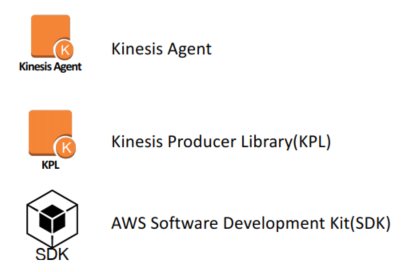 K
Kinesis Agent
Kinesis Agent
K
KPL
Kinesis Producer Library(KPL)
SDK
AWS Software Development Kit(SDK)